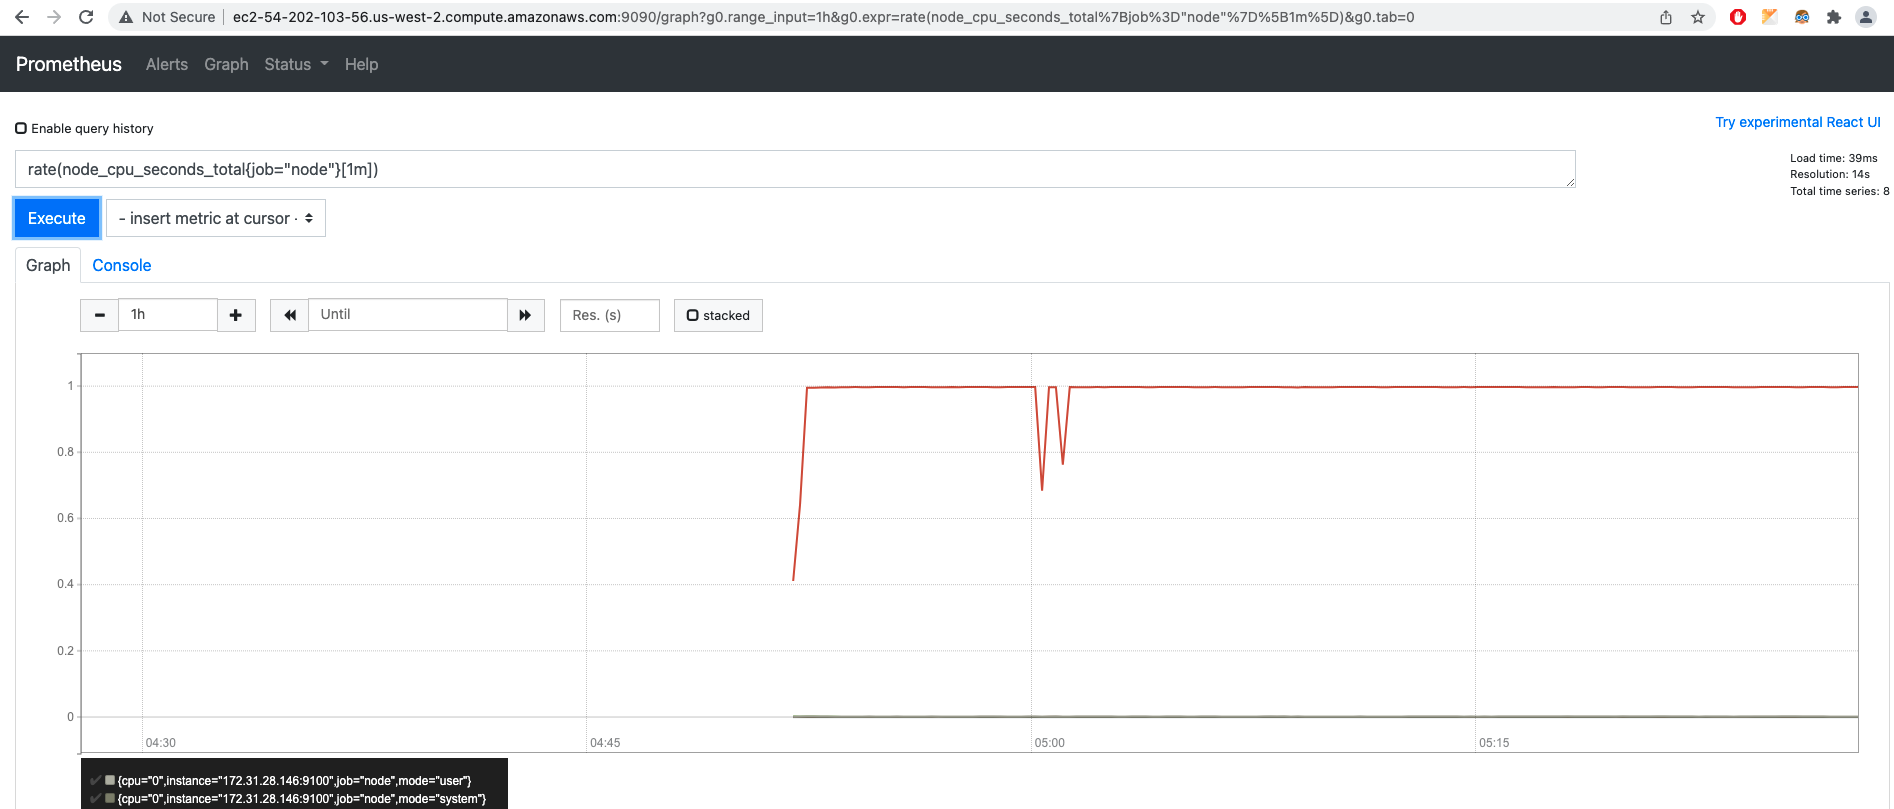 Not Secure ec2-54-202-103-56.us-west-2.compute.amazonaws.com:9090/graph?g0.range_input=1h&g0.expr=rate(node_cpu_seconds_total%7Bjob%3D"node"%7D%5B1m%5D)&g0.tab=0
Prometheus Alerts Graph Status Help
Enable query history
Try experimental React UI
rate(node_cpu_seconds_total{job="node"}[1m])
Load time: 39ms
Resolution: 14s
Total time series: 8
Execute - insert metric at cursor -
Graph Console
1h Until Res. (s) stacked
1
0.8
0.6
0.4
0.2
0
04:30 04:45 05:00 05:15
{cpu="0",instance="172.31.28.146:9100",job="node",mode="user"}
{cpu="0",instance="172.31.28.146:9100",job="node",mode="system"}